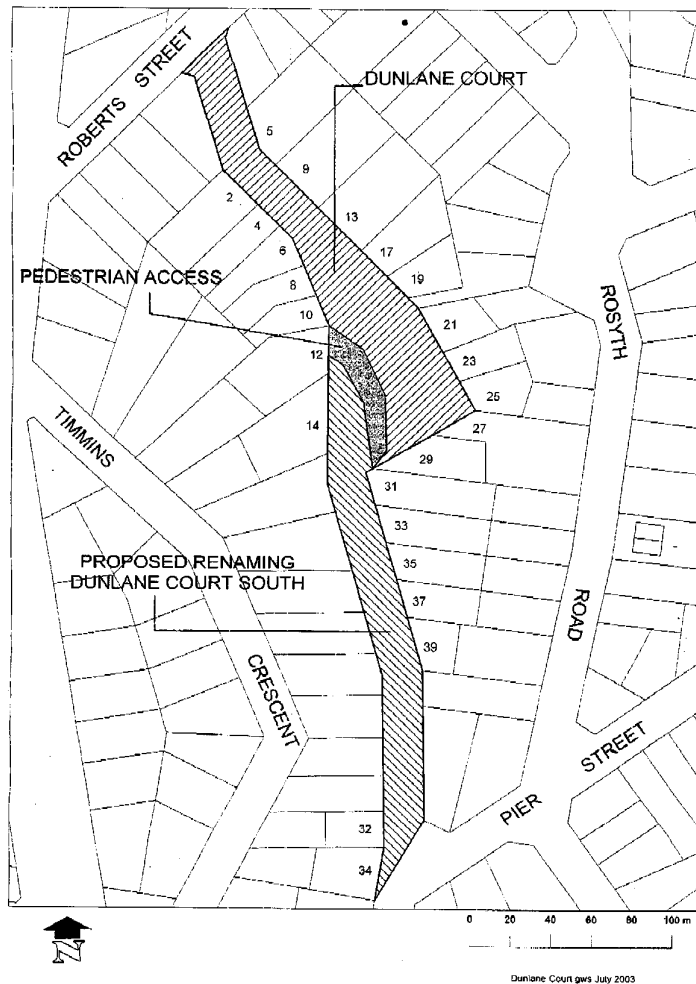 ROBERTS STREET
DUNLANE COURT
5
9
2
13
4
17
6
PEDESTRIAN ACCESS
8
19
ROSYTH
10
21
12
23
25
TIMMINS
14
27
29
31
33
PROPOSED RENAMING
DUNLANE COURT SOUTH
35
37
ROAD
39
CRESCENT
PIER STREET
32
34
N
0 20 40 60 80 100 m
Dunlane Court gws July 2003